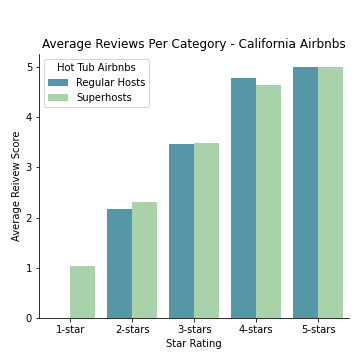 Average Reviews Per Category - California Airbnbs
Hot Tub Airbnbs
Regular Hosts
Superhosts
Average Reivew Score
5
4
3
2
1
0
1-star 2-stars 3-stars 4-stars 5-stars
Star Rating